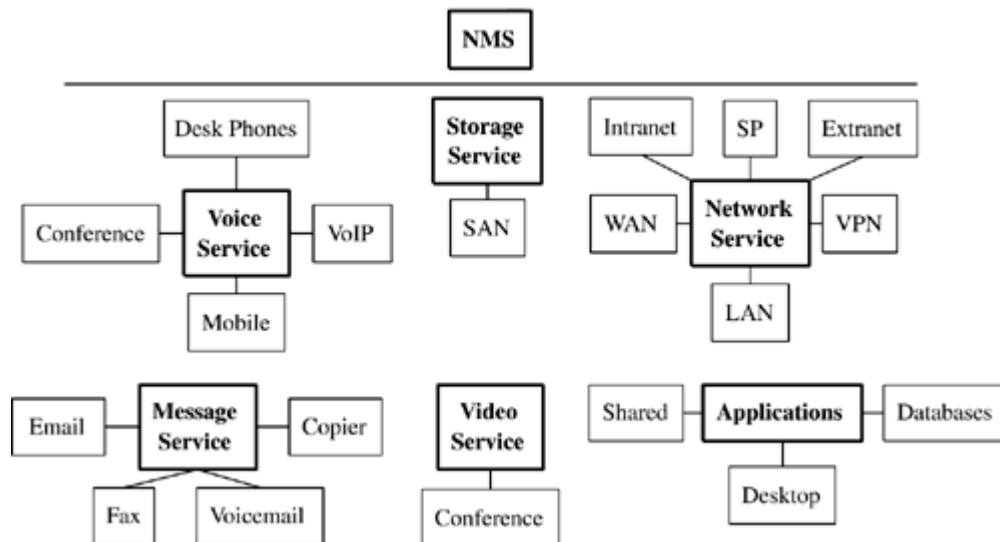 NMS
Desk Phones
Storage
Service
Intranet
SP
Extranet
Conference
Voice
Service
VoIP
SAN
WAN
Network
Service
VPN
Mobile
LAN
Email
Message
Service
Copier
Video
Service
Shared
Applications
Databases
Fax
Voicemail
Conference
Desktop